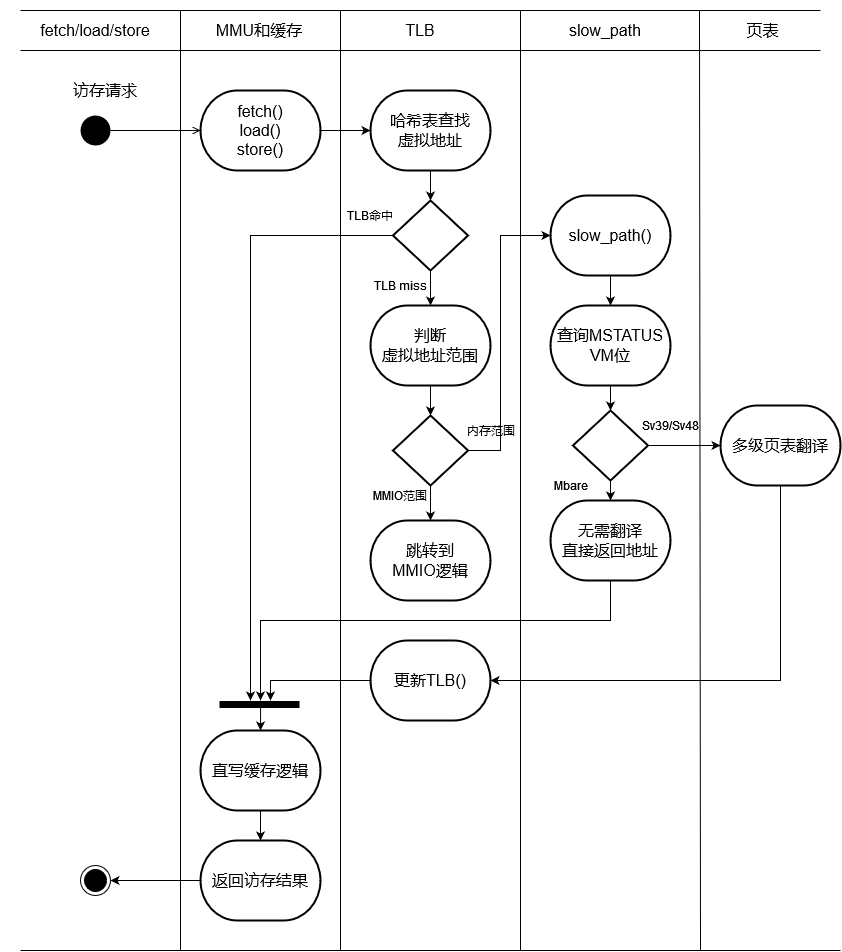 fetch/load/store
MMU和缓存
TLB
slow_path
页表
访存请求
fetch()
load()
store()
哈希表查找
虚拟地址
TLB命中
slow_path()
TLB miss
判断
虚拟地址范围
查询MSTATUS
VM位
内存范围
Sv39/Sv48
多级页表翻译
MMIO范围
Mbare
跳转到
MMIO逻辑
无需翻译
直接返回地址
更新TLB()
直写缓存逻辑
返回访存结果